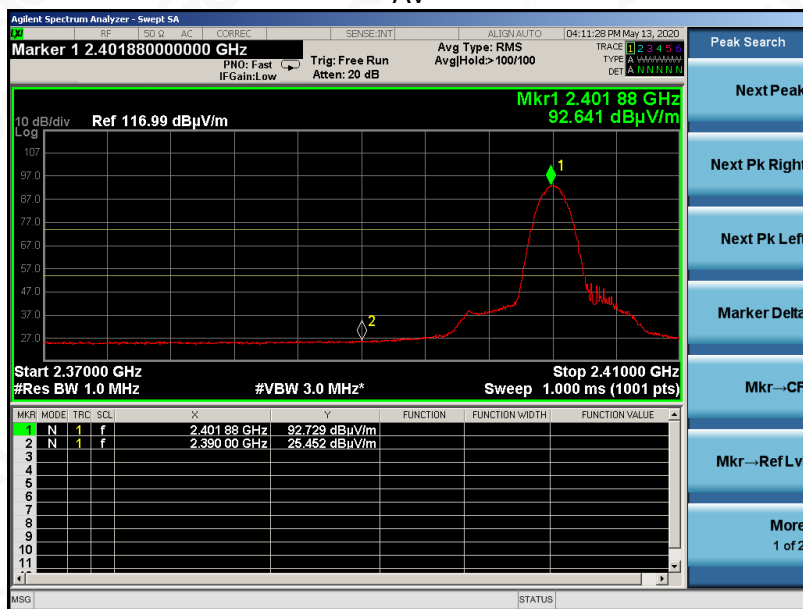 AV
Agilent Spectrum Analyzer - Swept SA
LXI RF 50 Ω AC CORREC SENSE:INT ALIGN AUTO 04:11:28 PM May 13, 2020
Marker 1 2.401880000000 GHz
PNO: Fast
IFGain:Low
Trig: Free Run
Atten: 20 dB
Avg Type: RMS
Avg|Hold:>100/100
TRACE 1 2 3 4 5 6
TYPE A WWWWW
DET A N N N N N
Peak Search
Next Peak
Next Pk Right
Next Pk Left
Marker Delta
Mkr→CF
Mkr→Ref Lv
More
1 of 2
Mkr1 2.401 88 GHz
92.641 dBµV/m
10 dB/div Ref 116.99 dBµV/m
Log
107
97.0
87.0
77.0
67.0
57.0
47.0
37.0
27.0
1
2
Start 2.37000 GHz Stop 2.41000 GHz
#Res BW 1.0 MHz #VBW 3.0 MHz* Sweep 1.000 ms (1001 pts)
MKR MODE TRC SCL X Y FUNCTION FUNCTION WIDTH FUNCTION VALUE
1 N 1 f 2.401 88 GHz 92.729 dBµV/m
2 N 1 f 2.390 00 GHz 25.452 dBµV/m
3
4
5
6
7
8
9
10
11
MSG STATUS